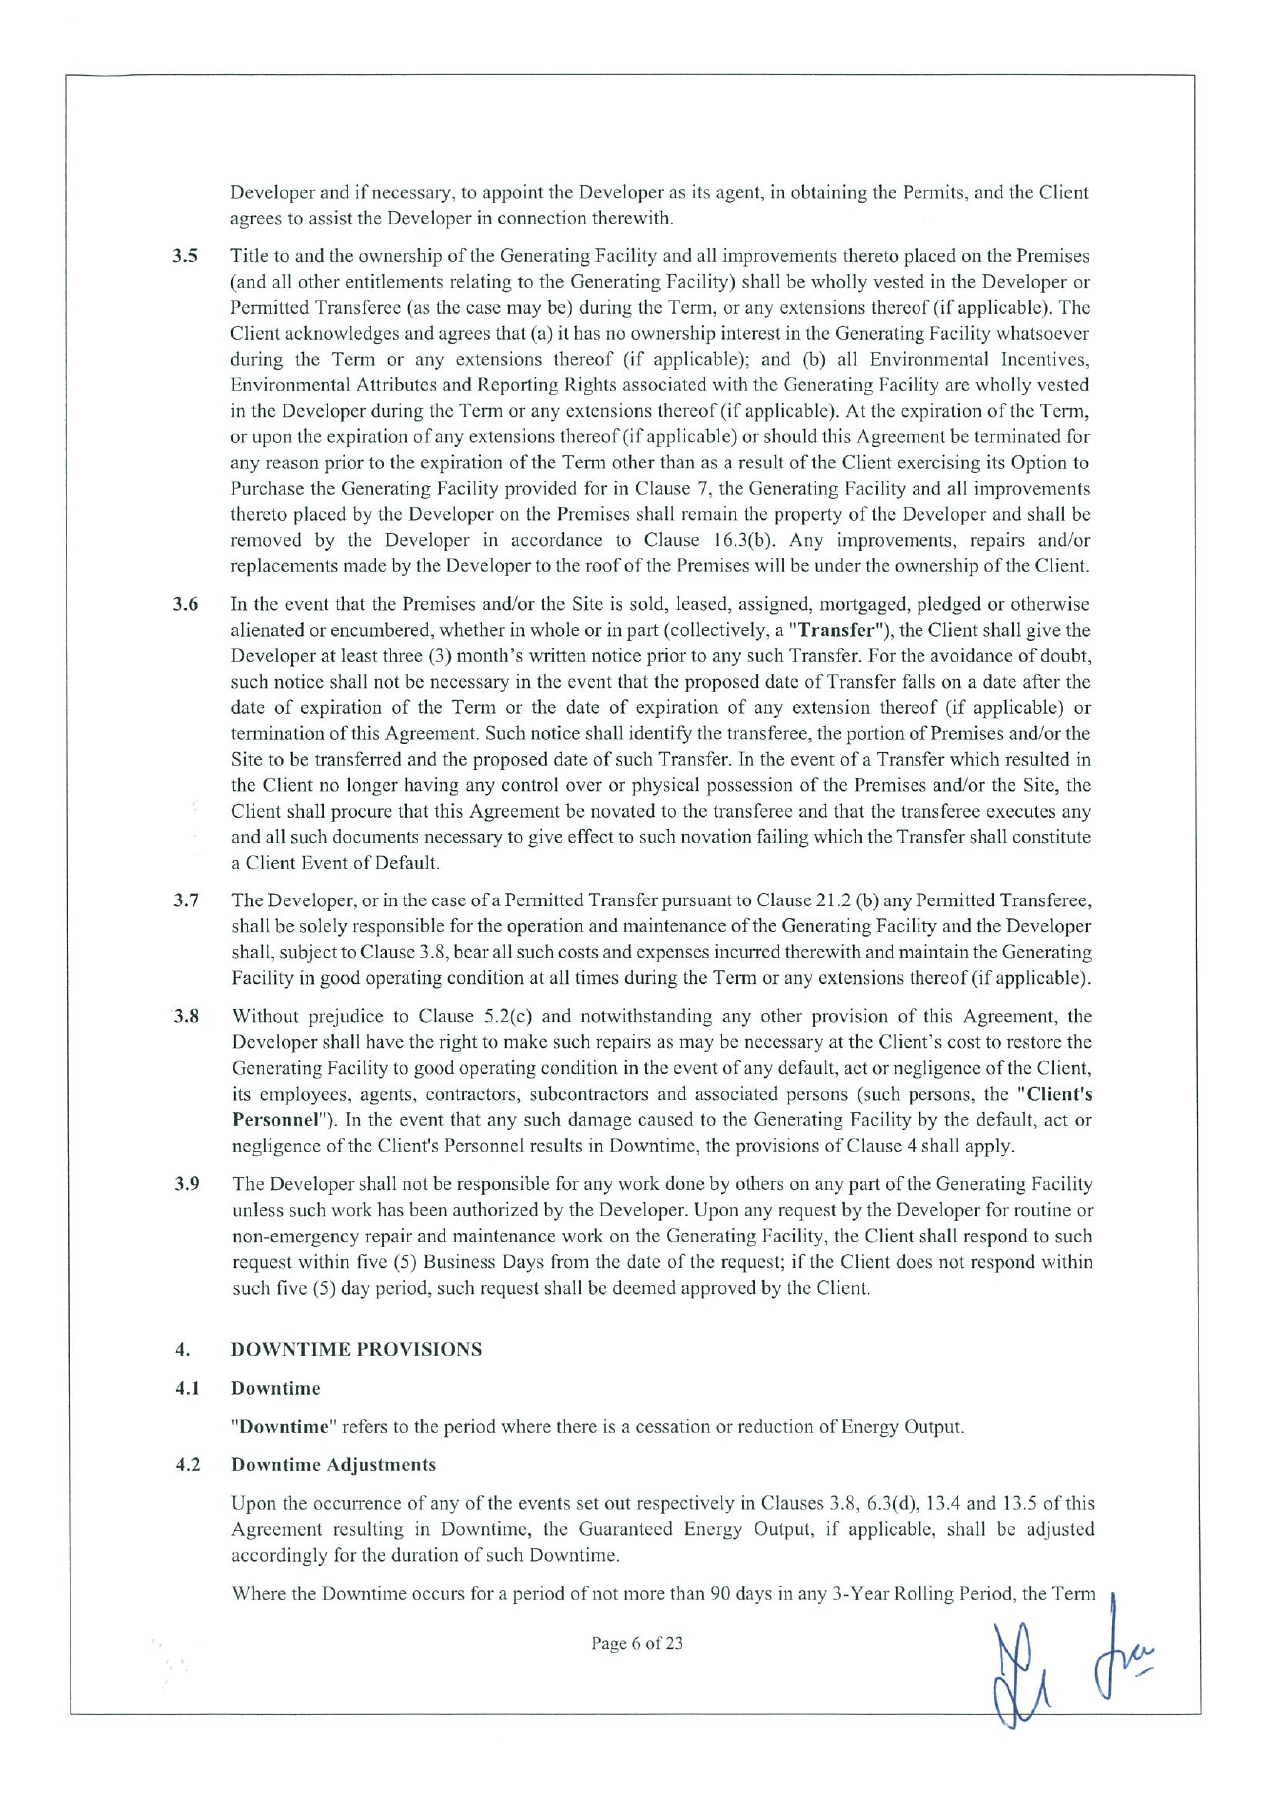 Developer and if necessary, to appoint the Developer as its agent, in obtaining the Permits, and the Client
agrees to assist the Developer in connection therewith.
3.5 Title to and the ownership of the Generating Facility and all improvements thereto placed on the Premises
(and all other entitlements relating to the Generating Facility) shall be wholly vested in the Developer or
Permitted Transferee (as the case may be) during the Term, or any extensions thereof (if applicable). The
Client acknowledges and agrees that (a) it has no ownership interest in the Generating Facility whatsoever
during the Term or any extensions thereof (if applicable); and (b) all Environmental Incentives,
Environmental Attributes and Reporting Rights associated with the Generating Facility are wholly vested
in the Developer during the Term or any extensions thereof (if applicable). At the expiration of the Term,
or upon the expiration of any extensions thereof (if applicable) or should this Agreement be terminated for
any reason prior to the expiration of the Term other than as a result of the Client exercising its Option to
Purchase the Generating Facility provided for in Clause 7, the Generating Facility and all improvements
thereto placed by the Developer on the Premises shall remain the property of the Developer and shall be
removed by the Developer in accordance to Clause 16.3(b). Any improvements, repairs and/or
replacements made by the Developer to the roof of the Premises will be under the ownership of the Client.
3.6 In the event that the Premises and/or the Site is sold, leased, assigned, mortgaged, pledged or otherwise
alienated or encumbered, whether in whole or in part (collectively, a "Transfer"), the Client shall give the
Developer at least three (3) month's written notice prior to any such Transfer. For the avoidance of doubt,
such notice shall not be necessary in the event that the proposed date of Transfer falls on a date after the
date of expiration of the Term or the date of expiration of any extension thereof (if applicable) or
termination of this Agreement. Such notice shall identify the transferee, the portion of Premises and/or the
Site to be transferred and the proposed date of such Transfer. In the event of a Transfer which resulted in
the Client no longer having any control over or physical possession of the Premises and/or the Site, the
Client shall procure that this Agreement be novated to the transferee and that the transferee executes any
and all such documents necessary to give effect to such novation failing which the Transfer shall constitute
a Client Event of Default.
3.7 The Developer, or in the case of a Permitted Transfer pursuant to Clause 21.2 (b) any Permitted Transferee,
shall be solely responsible for the operation and maintenance of the Generating Facility and the Developer
shall, subject to Clause 3.8, bear all such costs and expenses incurred therewith and maintain the Generating
Facility in good operating condition at all times during the Term or any extensions thereof (if applicable).
3.8 Without prejudice to Clause 5.2(c) and notwithstanding any other provision of this Agreement, the
Developer shall have the right to make such repairs as may be necessary at the Client's cost to restore the
Generating Facility to good operating condition in the event of any default, act or negligence of the Client,
its employees, agents, contractors, subcontractors and associated persons (such persons, the "Client's
Personnel"). In the event that any such damage caused to the Generating Facility by the default, act or
negligence of the Client's Personnel results in Downtime, the provisions of Clause 4 shall apply.
3.9 The Developer shall not be responsible for any work done by others on any part of the Generating Facility
unless such work has been authorized by the Developer. Upon any request by the Developer for routine or
non-emergency repair and maintenance work on the Generating Facility, the Client shall respond to such
request within five (5) Business Days from the date of the request; if the Client does not respond within
such five (5) day period, such request shall be deemed approved by the Client.
4. DOWNTIME PROVISIONS
4.1 Downtime
"Downtime" refers to the period where there is a cessation or reduction of Energy Output.
4.2 Downtime Adjustments
Upon the occurrence of any of the events set out respectively in Clauses 3.8, 6.3(d), 13.4 and 13.5 of this
Agreement resulting in Downtime, the Guaranteed Energy Output, if applicable, shall be adjusted
accordingly for the duration of such Downtime.
Where the Downtime occurs for a period of not more than 90 days in any 3-Year Rolling Period, the Term
Page 6 of 23